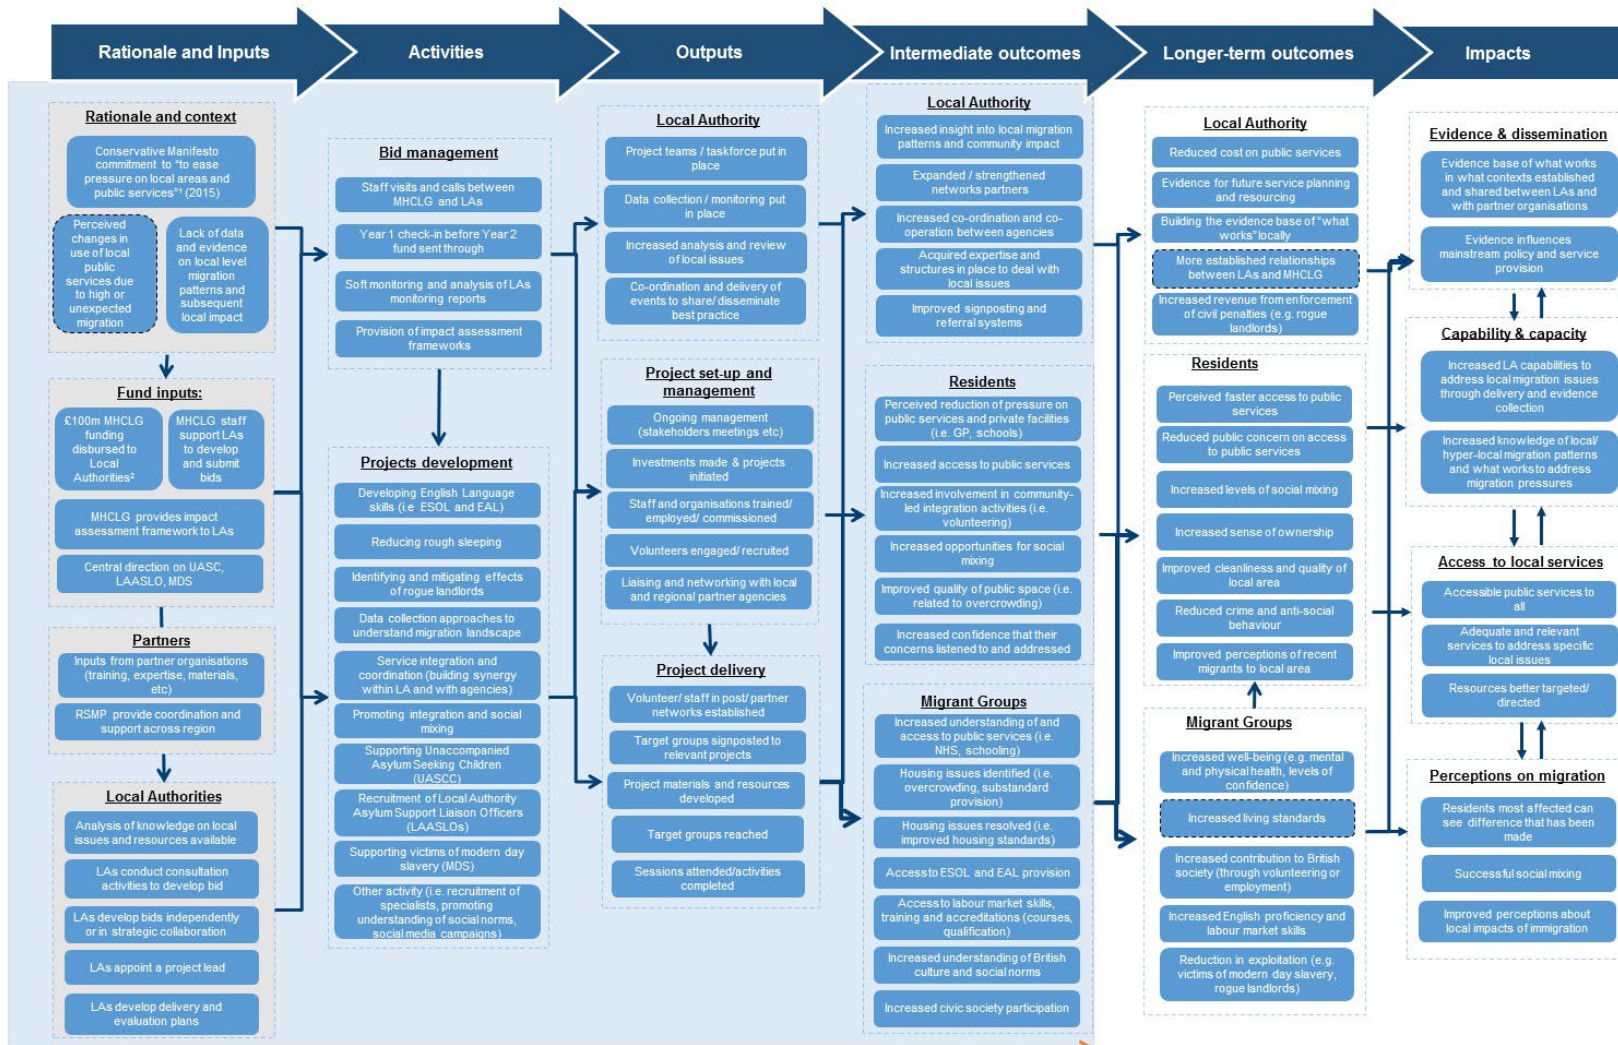 Rationale and Inputs
Activities
Outputs
Intermediate outcomes
Longer-term outcomes
Impacts
Rationale and context
Conservative Manifesto
commitment to "to ease
pressure on local areas and
public services"¹ (2015)
Perceived
changes in
use of local
public
services due
to high or
unexpected
migration
Lack of data
and evidence
on local level
migration
patterns and
subsequent
local impact
Fund inputs:
£100m MHCLG
funding
disbursed to
Local
Authorities²
MHCLG staff
support LAs
to develop
and submit
bids
MHCLG provides impact
assessment framework to LAs
Central direction on UASC,
LAASLO, MDS
Partners
Inputs from partner organisations
(training, expertise, materials,
etc)
RSMP provide coordination and
support across region
Local Authorities
Analysis of knowledge on local
issues and resources available
LAs conduct consultation
activities to develop bid
LAs develop bids independently
or in strategic collaboration
LAs appoint a project lead
LAs develop delivery and
evaluation plans
Bid management
Staff visits and calls between
MHCLG and LAs
Year 1 check-in before Year 2
fund sent through
Soft monitoring and analysis of LAs
monitoring reports
Provision of impact assessment
frameworks
Projects development
Developing English Language
skills (i.e ESOL and EAL)
Reducing rough sleeping
Identifying and mitigating effects
of rogue landlords
Data collection approaches to
understand migration landscape
Service integration and
coordination (building synergy
within LA and with agencies)
Promoting integration and social
mixing
Supporting Unaccompanied
Asylum Seeking Children
(UASCC)
Recruitment of Local Authority
Asylum Support Liaison Officers
(LAASLOs)
Supporting victims of modern day
slavery (MDS)
Other activity (i.e. recruitment of
specialists, promoting
understanding of social norms,
social media campaigns)
Local Authority
Project teams / taskforce put in
place
Data collection / monitoring put
in place
Increased analysis and review
of local issues
Co-ordination and delivery of
events to share/ disseminate
best practice
Project set-up and
management
Ongoing management
(stakeholders meetings etc)
Investments made & projects
initiated
Staff and organisations trained/
employed/ commissioned
Volunteers engaged/ recruited
Liaising and networking with local
and regional partner agencies
Project delivery
Volunteer/ staff in post/ partner
networks established
Target groups signposted to
relevant projects
Project materials and resources
developed
Target groups reached
Sessions attended/activities
completed
Local Authority
Increased insight into local migration
patterns and community impact
Expanded / strengthened
networks partners
Increased co-ordination and co-
operation between agencies
Acquired expertise and
structures in place to deal with
local issues
Improved signposting and
referral systems
Residents
Perceived reduction of pressure on
public services and private facilities
(i.e. GP, schools)
Increased access to public services
Increased involvement in community-
led integration activities (i.e.
volunteering)
Increased opportunities for social
mixing
Improved quality of public space (i.e.
related to overcrowding)
Increased confidence that their
concerns listened to and addressed
Migrant Groups
Increased understanding of and
access to public services (i.e.
NHS, schooling)
Housing issues identified (i.e.
overcrowding, substandard
provision)
Housing issues resolved (i.e.
improved housing standards)
Access to ESOL and EAL provision
Access to labour market skills,
training and accreditations (courses,
qualification)
Increased understanding of British
culture and social norms
Increased civic society participation
Local Authority
Reduced cost on public services
Evidence for future service planning
and resourcing
Building the evidence base of "what
works" locally
More established relationships
between LAs and MHCLG
Increased revenue from enforcement
of civil penalties (e.g. rogue
landlords)
Residents
Perceived faster access to public
services
Reduced public concern on access
to public services
Increased levels of social mixing
Increased sense of ownership
Improved cleanliness and quality of
local area
Reduced crime and anti-social
behaviour
Improved perceptions of recent
migrants to local area
Migrant Groups
Increased well-being (e.g. mental
and physical health, levels of
confidence)
Increased living standards
Increased contribution to British
society (through volunteering or
employment)
Increased English proficiency and
labour market skills
Reduction in exploitation (e.g.
victims of modern day slavery,
rogue landlords)
Evidence & dissemination
Evidence base of what works
in what contexts established
and shared between LAs and
with partner organisations
Evidence influences
mainstream policy and service
provision
Capability & capacity
Increased LA capabilities to
address local migration issues
through delivery and evidence
collection
Increased knowledge of local/
hyper-local migration patterns
and what works to address
migration pressures
Access to local services
Accessible public services to
all
Adequate and relevant
services to address specific
local issues
Resources better targeted/
directed
Perceptions on migration
Residents most affected can
see difference that has been
made
Successful social mixing
Improved perceptions about
local impacts of immigration